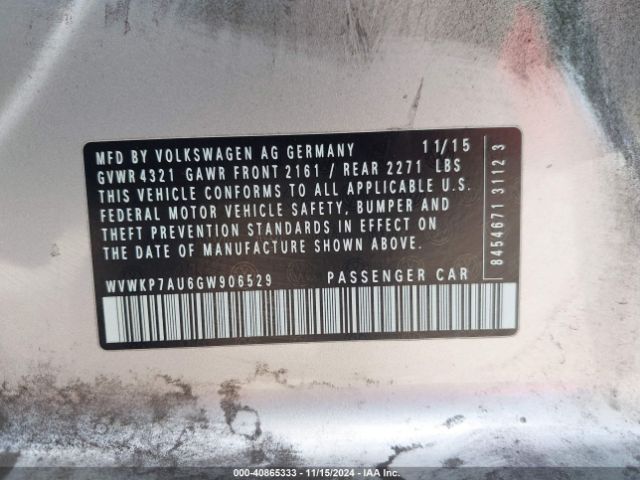 MFD BY VOLKSWAGEN AG GERMANY 11/15
GVWR 4321 GAWR FRONT 2161 / REAR 2271 LBS
THIS VEHICLE CONFORMS TO ALL APPLICABLE U.S.
FEDERAL MOTOR VEHICLE SAFETY, BUMPER AND
THEFT PREVENTION STANDARDS IN EFFECT ON
THE DATE OF MANUFACTURE SHOWN ABOVE.
WVWKP7AU6GW906529 PASSENGER CAR
8454671 3112 3
000-40865333 - 11/15/2024 - IAA Inc.